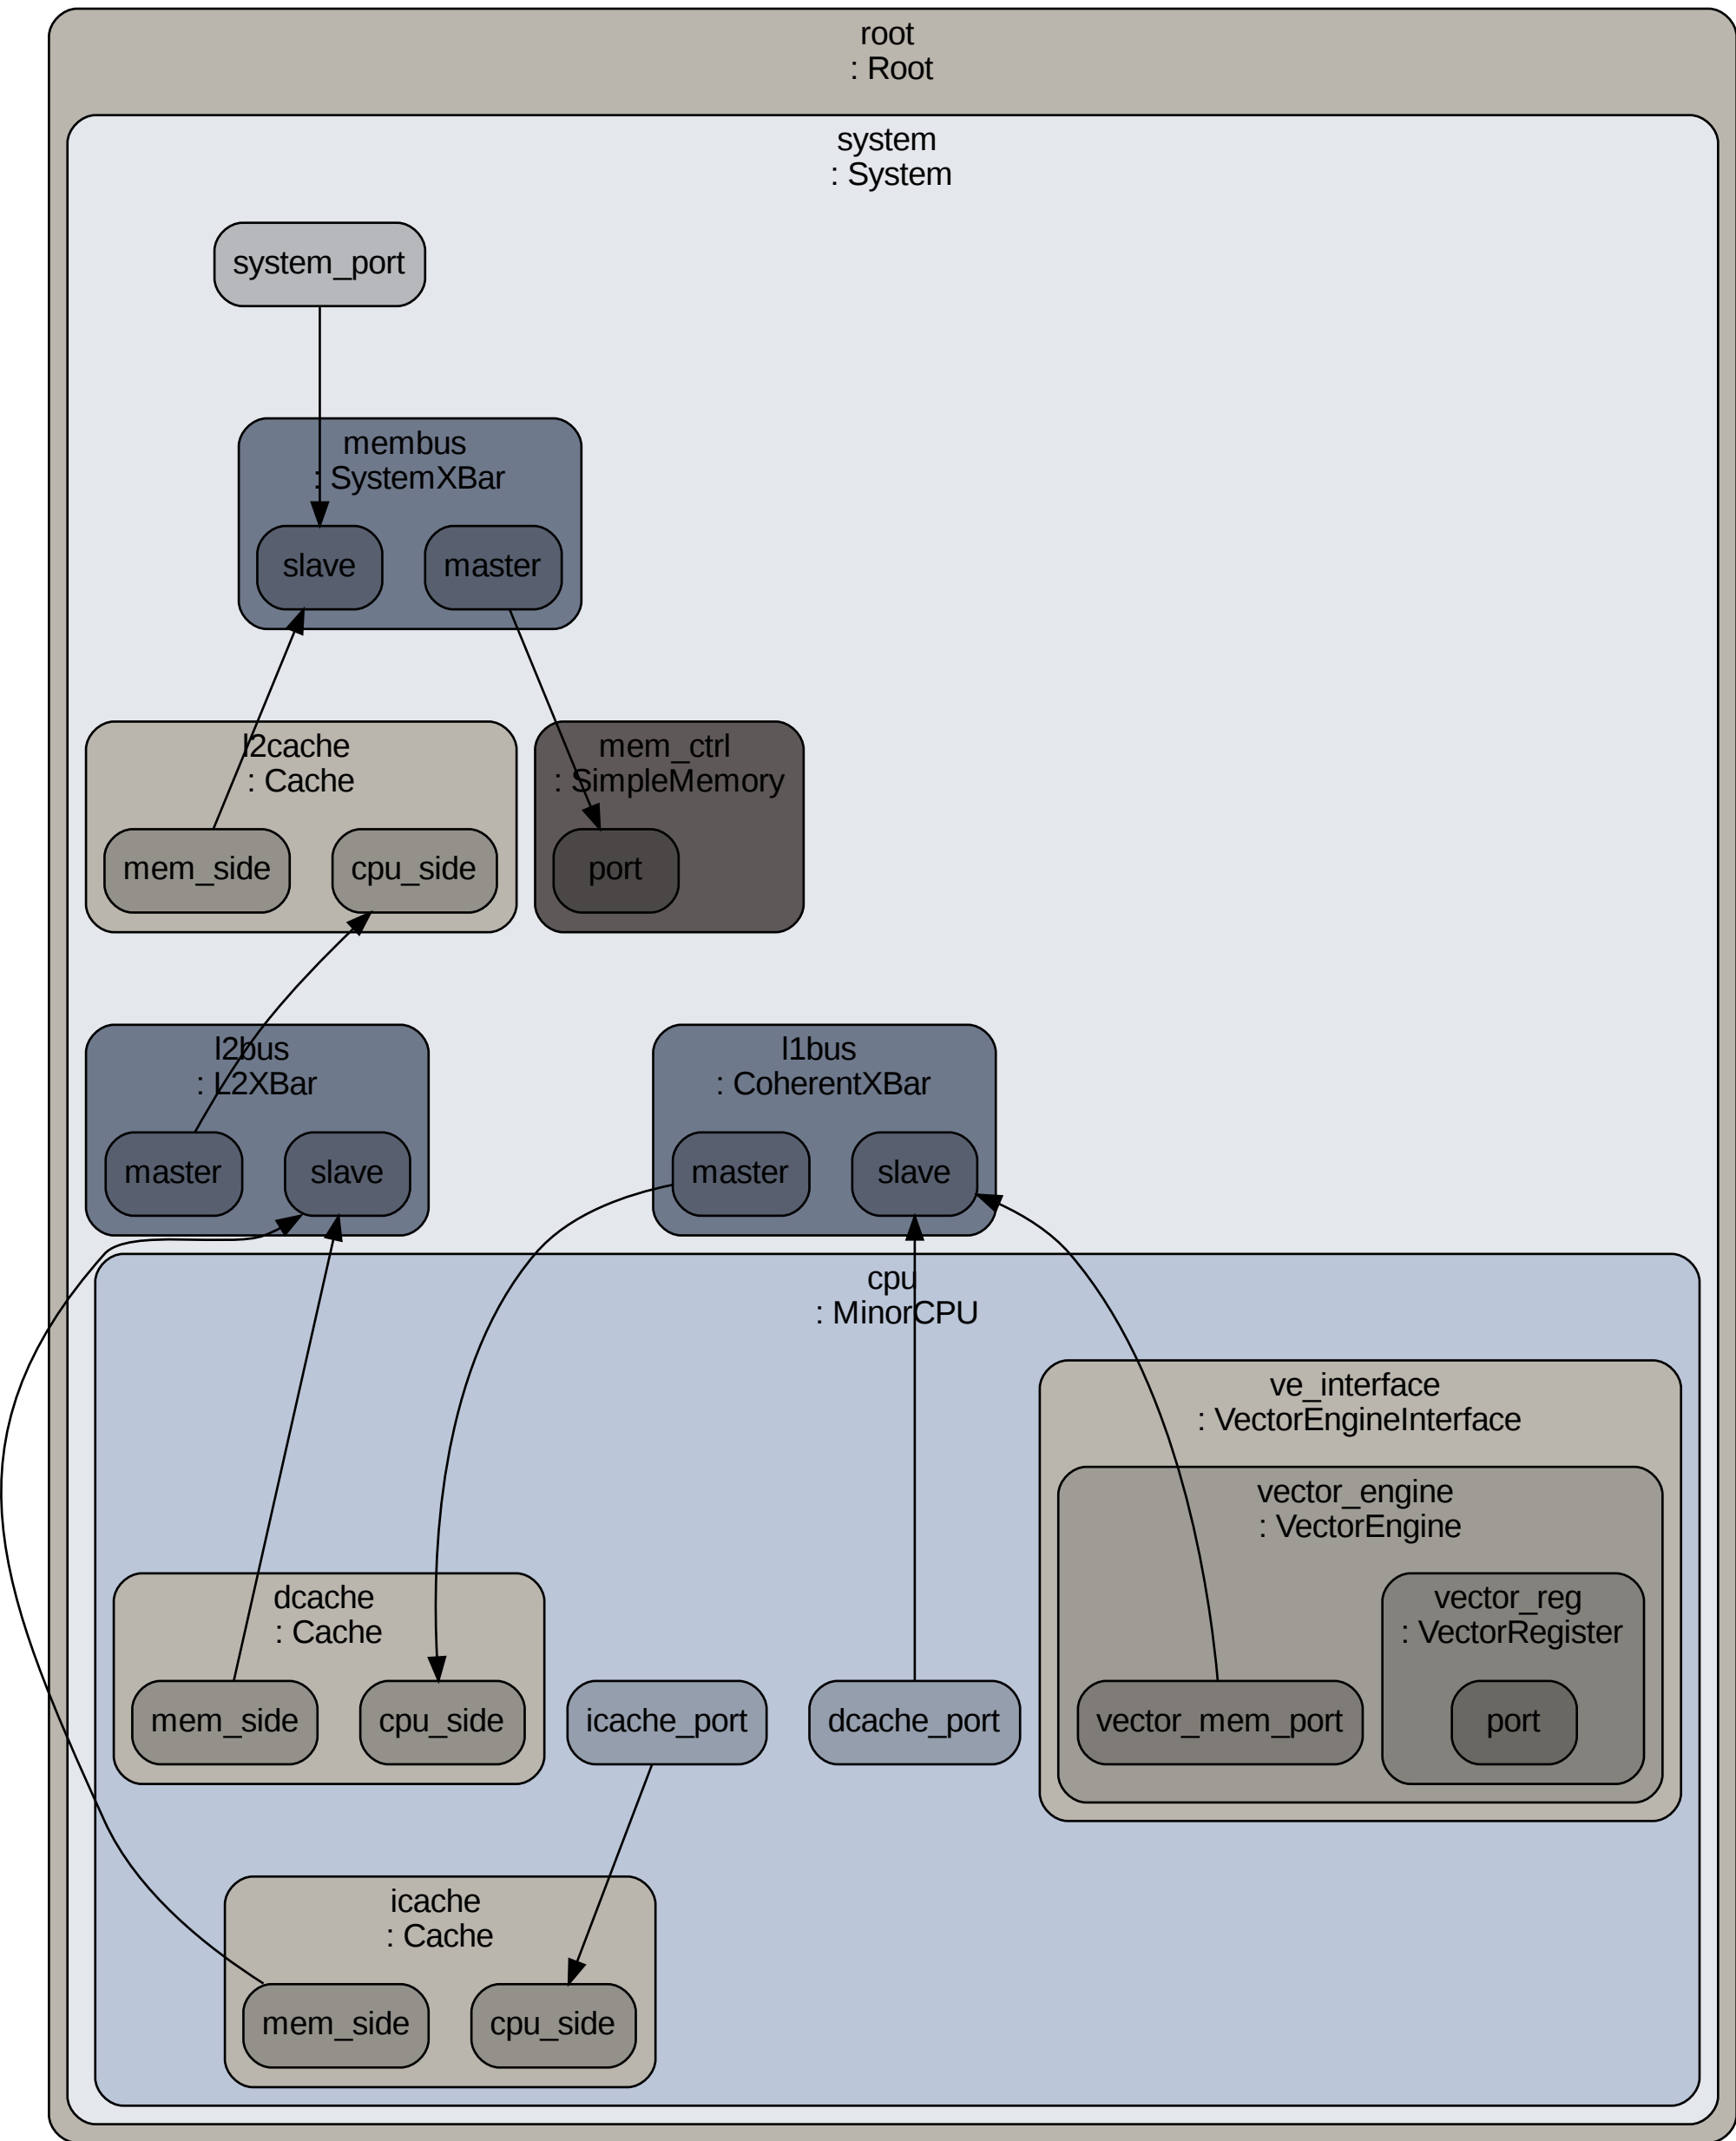 root
: Root
system
: System
system_port
membus
: SystemXBar
slave
master
l2cache
: Cache
mem_side
cpu_side
mem_ctrl
: SimpleMemory
port
l2bus
: L2XBar
master
slave
l1bus
: CoherentXBar
master
slave
cpu
: MinorCPU
ve_interface
: VectorEngineInterface
vector_engine
: VectorEngine
vector_reg
: VectorRegister
dcache
: Cache
mem_side
cpu_side
icache_port
dcache_port
vector_mem_port
port
icache
: Cache
mem_side
cpu_side